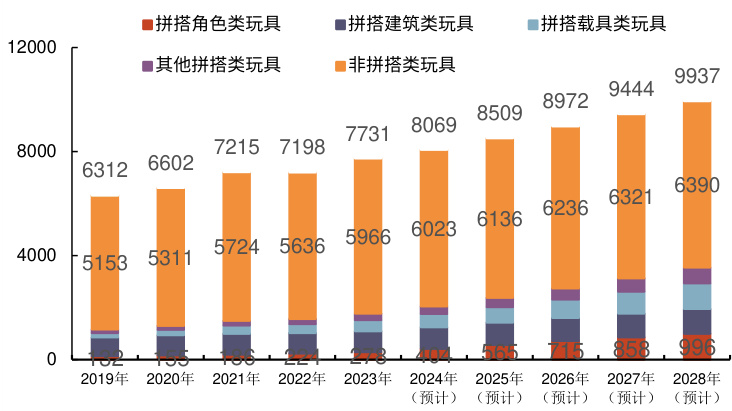 拼搭角色类玩具 拼搭建筑类玩具 拼搭载具类玩具
其他拼搭类玩具 非拼搭类玩具
12000
8000
4000
0
6312 6602 7215 7198 7731 8069 8509 8972 9444 9937
5153 5311 5724 5636 5966 6023 6136 6236 6321 6390
565 715 858 996
2019年 2020年 2021年 2022年 2023年 2024年 2025年 2026年 2027年 2028年
（预计） （预计） （预计） （预计） （预计）